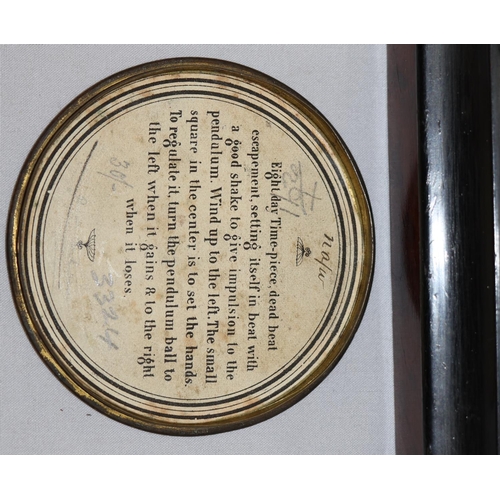 Eight day Time-piece, dead beat
escapement, setting itself in beat with
a good shake to give impulsion to the
pendulum. Wind up to the left. The small
square in the center is to set the hands.
To regulate it, turn the pendulum ball to
the left when it gains & to the right
when it loses.
3324